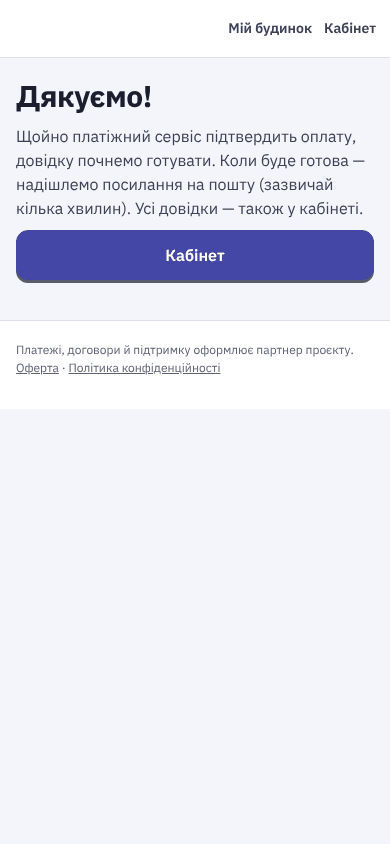 Мій будинок Кабінет
Дякуємо!
Щойно платіжний сервіс підтвердить оплату,
довідку почнемо готувати. Коли буде готова —
надішлемо посилання на пошту (зазвичай
кілька хвилин). Усі довідки — також у кабінеті.
Кабінет
Платежі, договори й підтримку оформлює партнер проєкту.
Оферта · Політика конфіденційності